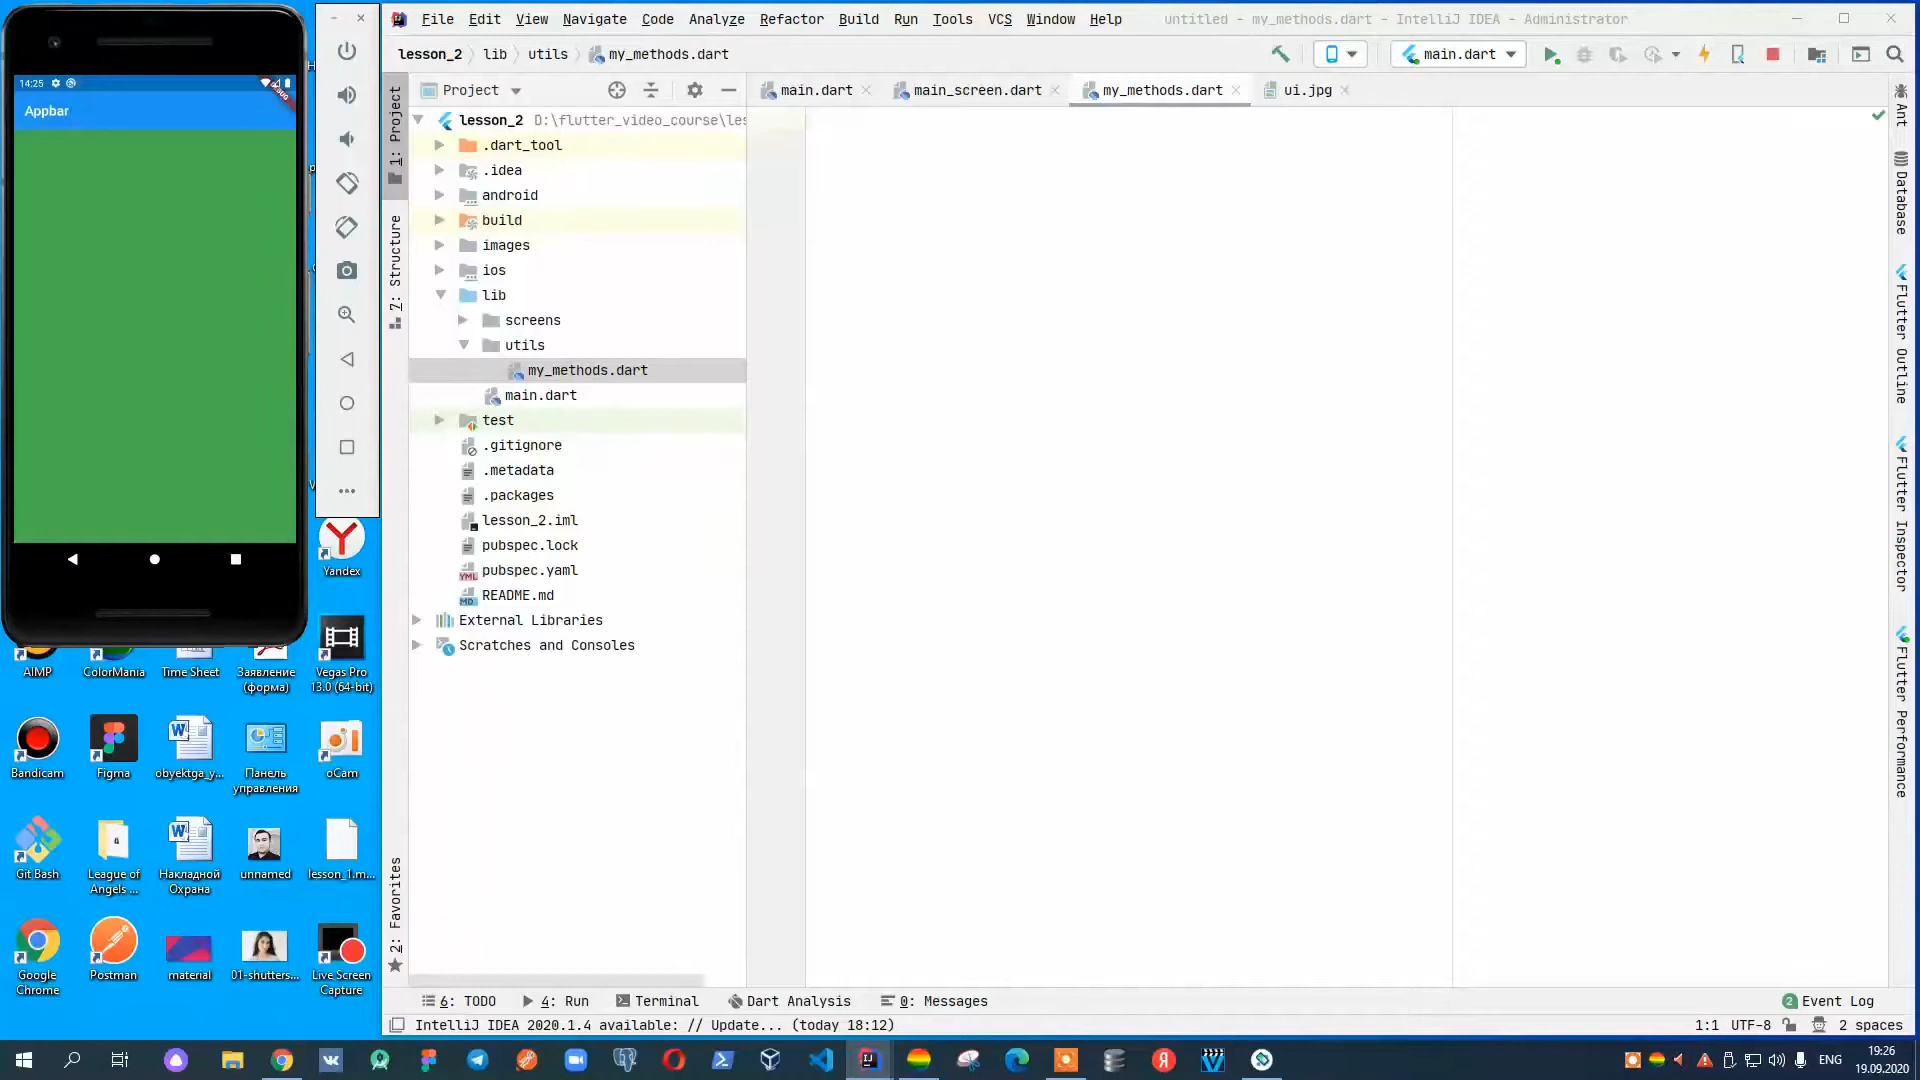 File Edit View Navigate Code Analyze Refactor Build Run Tools VCS Window Help untitled - my_methods.dart - IntelliJ IDEA - Administrator
lesson_2 lib utils my_methods.dart main.dart
Project main.dart main_screen.dart my_methods.dart ui.jpg
lesson_2 D:\flutter_video_course\les
.dart_tool
.idea
android
build
images
ios
lib
screens
utils
my_methods.dart
main.dart
test
.gitignore
.metadata
.packages
lesson_2.iml
pubspec.lock
pubspec.yaml
README.md
External Libraries
Scratches and Consoles
1: Project
7: Structure
2: Favorites
Ant
Database
Flutter Outline
Flutter Inspector
Flutter Performance
14:25
Appbar
Yandex
AIMP
ColorMania
Time Sheet
Заявление (форма)
Vegas Pro 13.0 (64-bit)
Bandicam
Figma
obyektga_y...
Панель управления
oCam
Git Bash
League of Angels ...
Накладной Охрана
unnamed
lesson_1.m...
Google Chrome
Postman
material
01-shutters...
Live Screen Capture
6: TODO 4: Run Terminal Dart Analysis 0: Messages 2 Event Log
IntelliJ IDEA 2020.1.4 available: // Update... (today 18:12) 1:1 UTF-8 2 spaces
ENG 19:26
19.09.2020